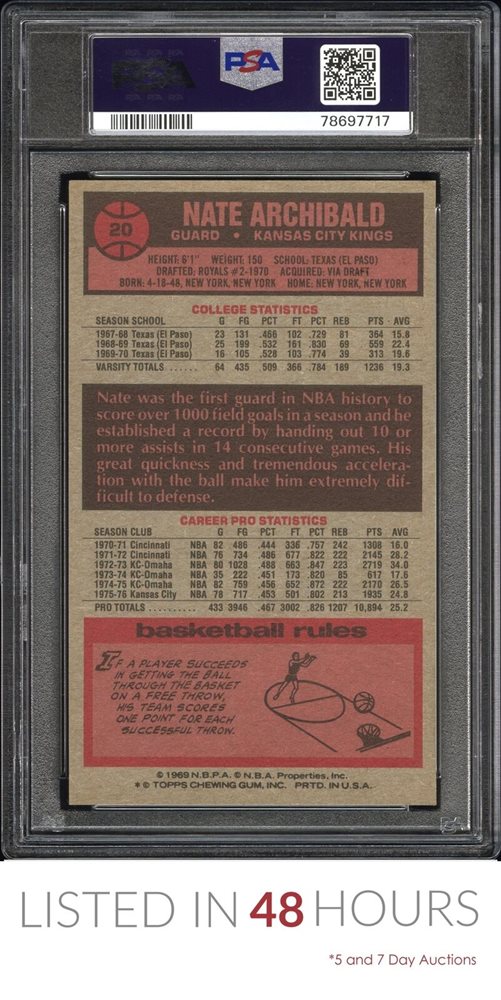 PSA
PSA
78697717
20
NATE ARCHIBALD
GUARD • KANSAS CITY KINGS
HEIGHT: 6'1" WEIGHT: 150 SCHOOL: TEXAS (EL PASO)
DRAFTED: ROYALS #2-1970 ACQUIRED: VIA DRAFT
BORN: 4-18-48, NEW YORK, NEW YORK HOME: NEW YORK, NEW YORK
COLLEGE STATISTICS
SEASON SCHOOL G FG PCT FT PCT REB PTS AVG
1967-68 Texas (El Paso) 23 131 .466 102 .729 81 364 15.8
1968-69 Texas (El Paso) 25 199 .532 161 .830 69 559 22.4
1969-70 Texas (El Paso) 16 105 .528 103 .774 39 313 19.6
VARSITY TOTALS ...... 64 435 .509 366 .784 189 1236 19.3
Nate was the first guard in NBA history to
score over 1000 field goals in a season and he
established a record by handing out 10 or
more assists in 14 consecutive games. His
great quickness and tremendous accelera-
tion with the ball make him extremely dif-
ficult to defense.
CAREER PRO STATISTICS
SEASON CLUB G FG PCT FT PCT REB PTS AVG
1970-71 Cincinnati NBA 82 486 .444 336 .757 242 1308 16.0
1971-72 Cincinnati NBA 76 734 .486 677 .822 222 2145 28.2
1972-73 KC-Omaha NBA 80 1028 .488 663 .847 223 2719 34.0
1973-74 KC-Omaha NBA 35 222 .451 173 .820 85 617 17.6
1974-75 KC-Omaha NBA 82 759 .456 652 .872 222 2170 26.5
1975-76 Kansas City NBA 78 717 .453 501 .802 213 1935 24.8
PRO TOTALS ........ 433 3946 .467 3002 .826 1207 10,894 25.2
basketball rules
IF A PLAYER SUCCEEDS
IN GETTING THE BALL
THROUGH THE BASKET
ON A FREE THROW,
HIS TEAM SCORES
ONE POINT FOR EACH
SUCCESSFUL THROW.
© 1969 N.B.P.A. © N.B.A. Properties, Inc.
* © TOPPS CHEWING GUM, INC. PRTD. IN U.S.A.
LISTED IN 48 HOURS
*5 and 7 Day Auctions